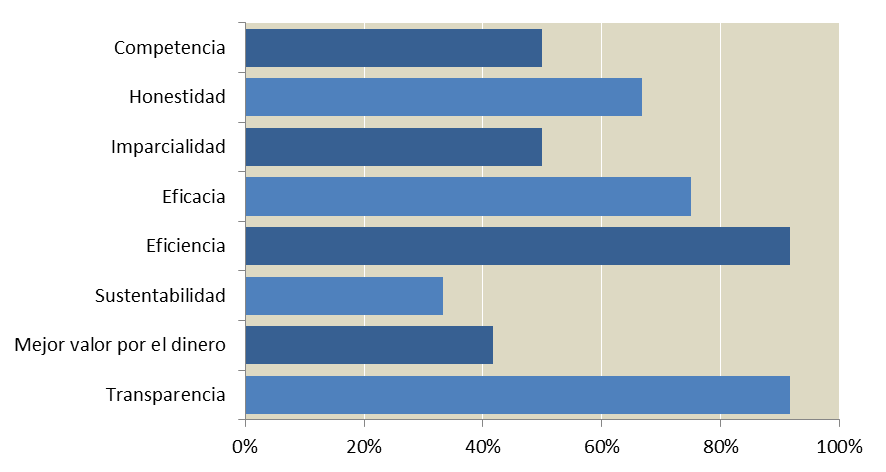 Competencia
Honestidad
Imparcialidad
Eficacia
Eficiencia
Sustentabilidad
Mejor valor por el dinero
Transparencia
0% 20% 40% 60% 80% 100%